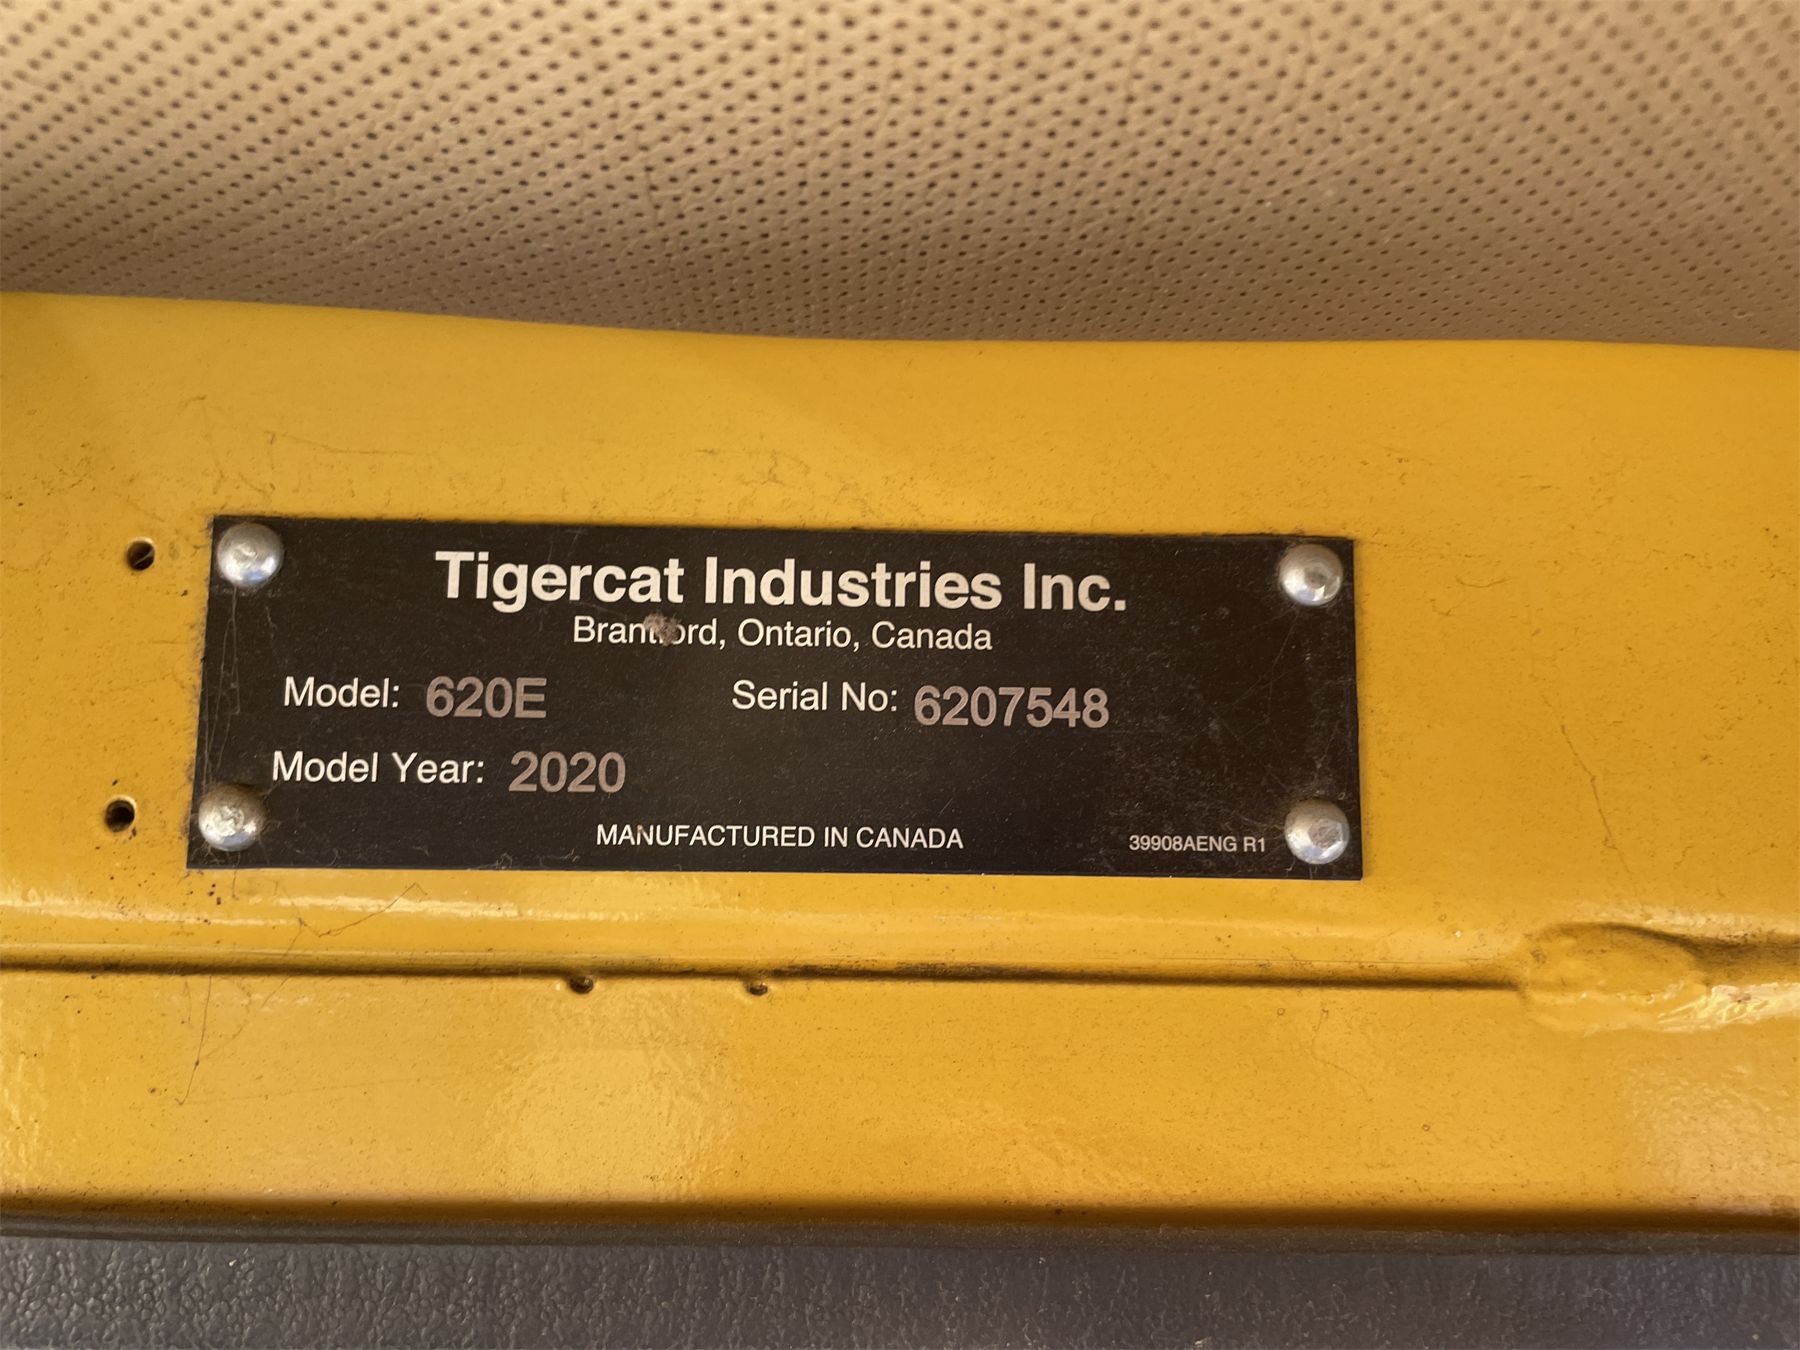 Tigercat Industries Inc.
Brantford, Ontario, Canada
Model: 620E Serial No: 6207548
Model Year: 2020
MANUFACTURED IN CANADA 39908AENG R1